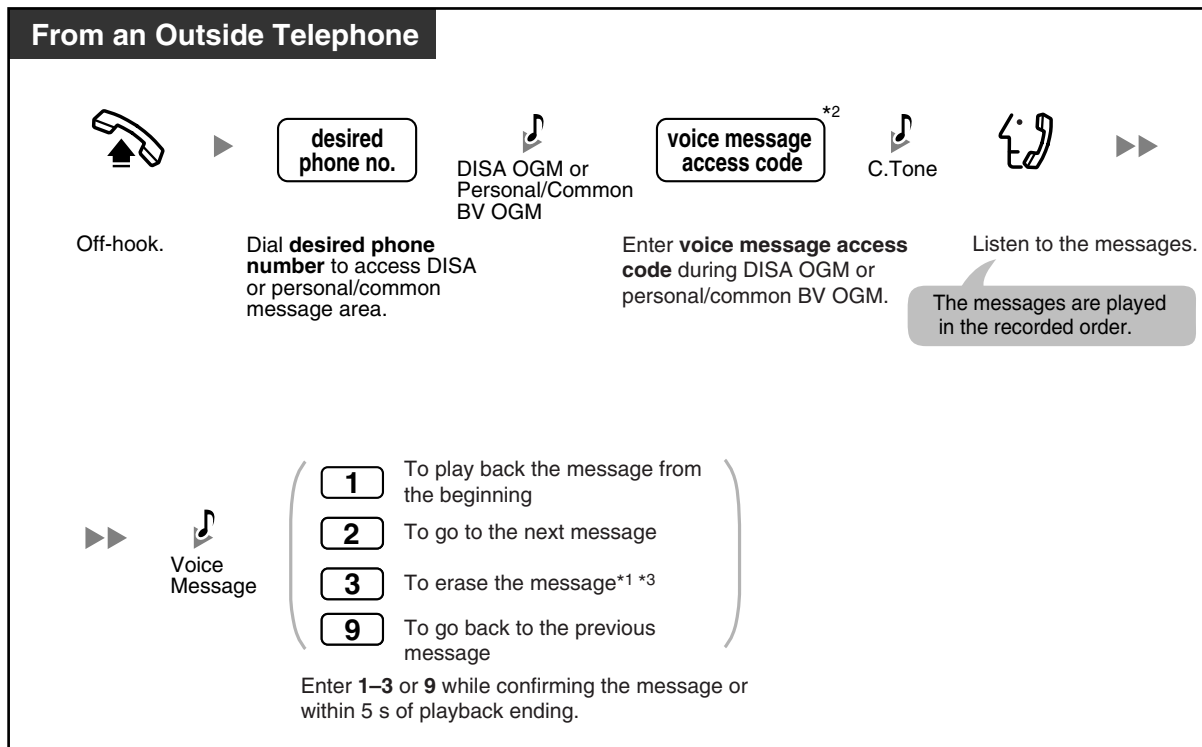 From an Outside Telephone
desired
phone no.
DISA OGM or
Personal/Common
BV OGM
voice message
access code
*2
C.Tone
Off-hook.
Dial desired phone
number to access DISA
or personal/common
message area.
Enter voice message access
code during DISA OGM or
personal/common BV OGM.
Listen to the messages.
The messages are played
in the recorded order.
Voice
Message
1
To play back the message from
the beginning
2
To go to the next message
3
To erase the message*1 *3
9
To go back to the previous
message
Enter 1–3 or 9 while confirming the message or
within 5 s of playback ending.